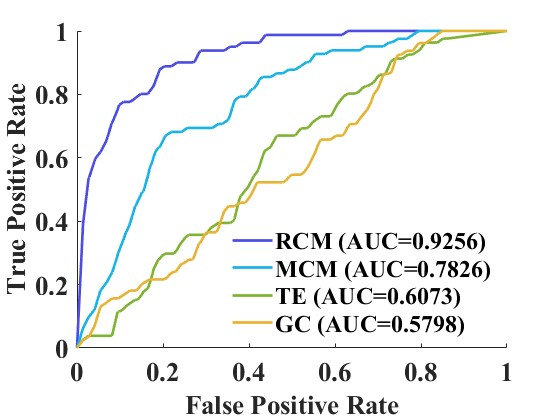 1
0.8
0.6
0.4
0.2
0
True Positive Rate
RCM (AUC=0.9256)
MCM (AUC=0.7826)
TE (AUC=0.6073)
GC (AUC=0.5798)
0 0.2 0.4 0.6 0.8 1
False Positive Rate